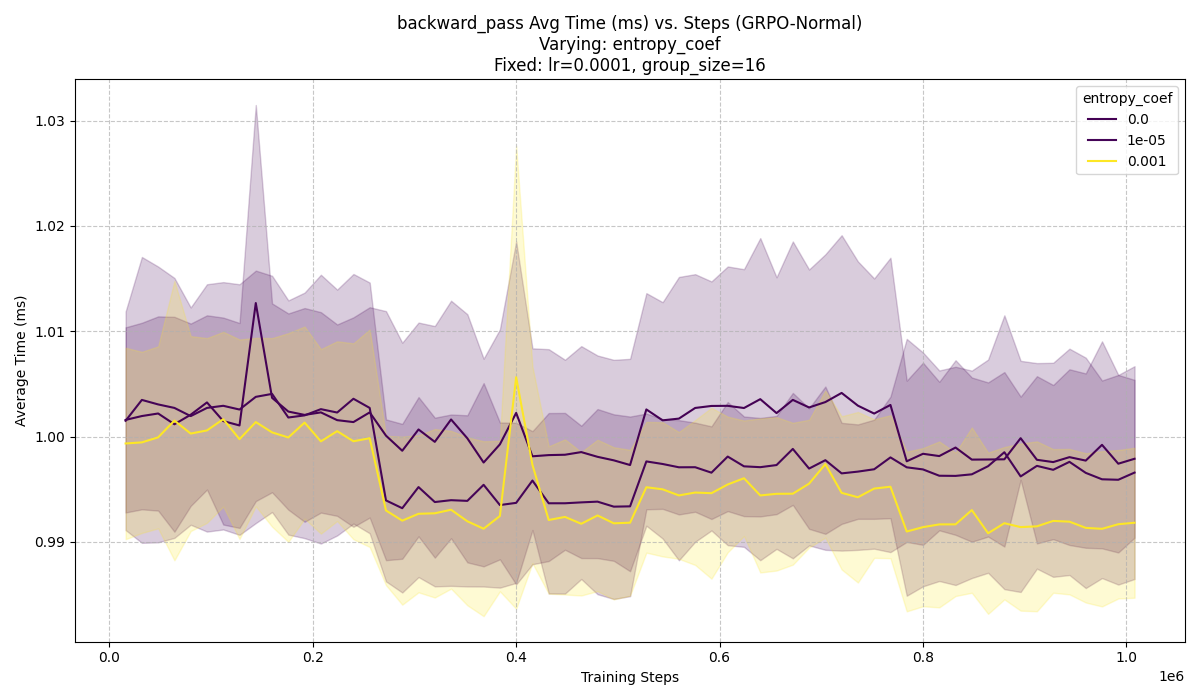 backward_pass Avg Time (ms) vs. Steps (GRPO-Normal)
Varying: entropy_coef
Fixed: lr=0.0001, group_size=16
entropy_coef
0.0
1e-05
0.001
Average Time (ms)
1.03
1.02
1.01
1.00
0.99
0.0
0.2
0.4
0.6
0.8
1.0
1e6
Training Steps